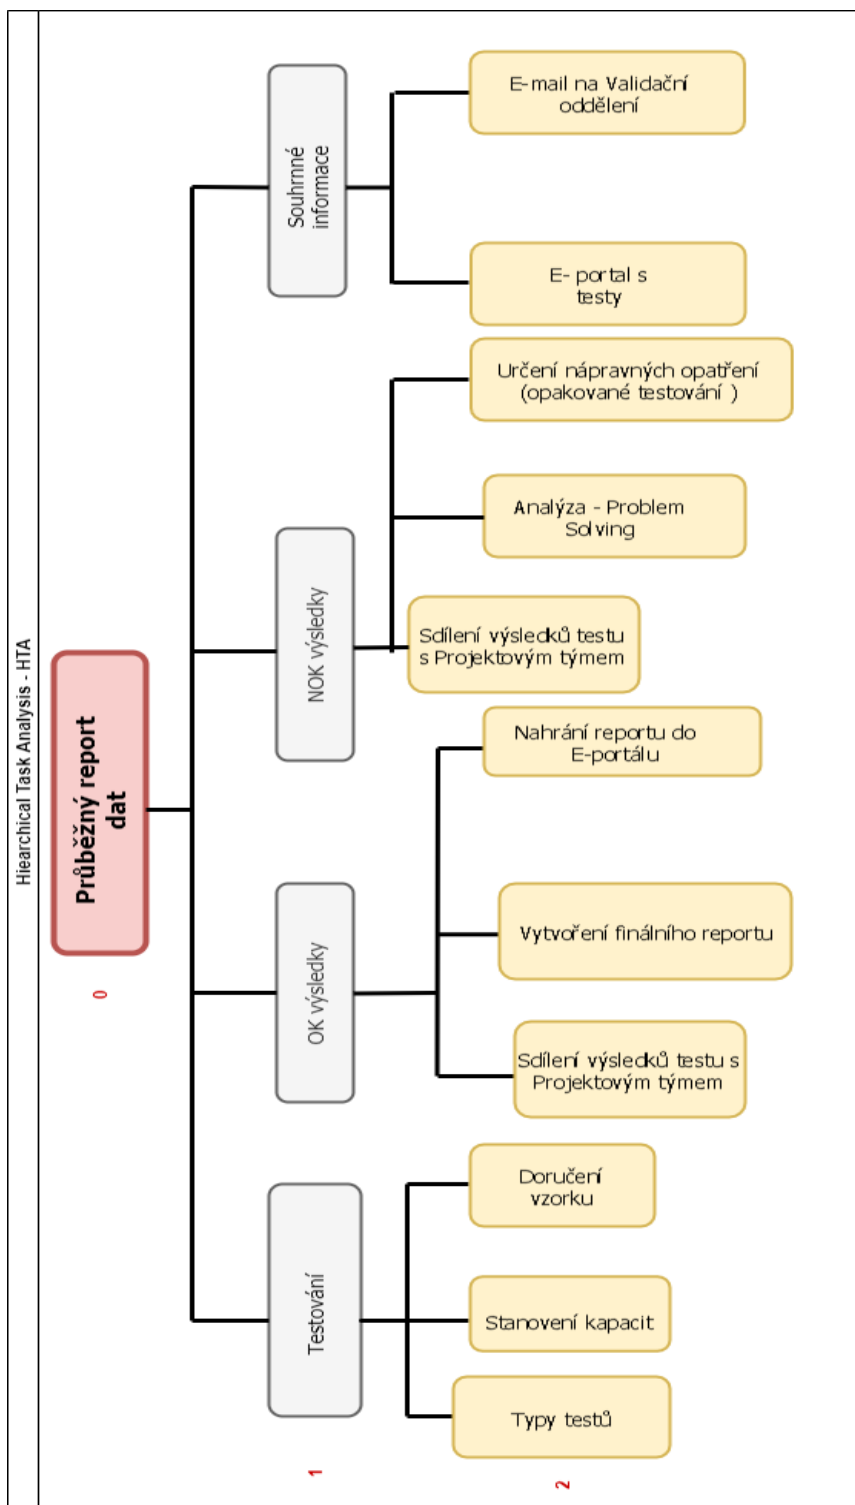 Hiearchical Task Analysis - HTA
Průběžný report
dat
0
1
2
Souhrnné
informace
E-mail na Validační
oddělení
E- portal s
testy
NOK výsledky
Určení nápravných opatření
(opakované testování )
Analýza - Problem
Solving
Sdílení výsledků testu
s Projektovým týmem
OK výsledky
Nahrání reportu do
E-portálu
Vytvoření finálního reportu
Sdílení výsledků testu s
Projektovým týmem
Testování
Doručení
vzorku
Stanovení kapacit
Typy testů